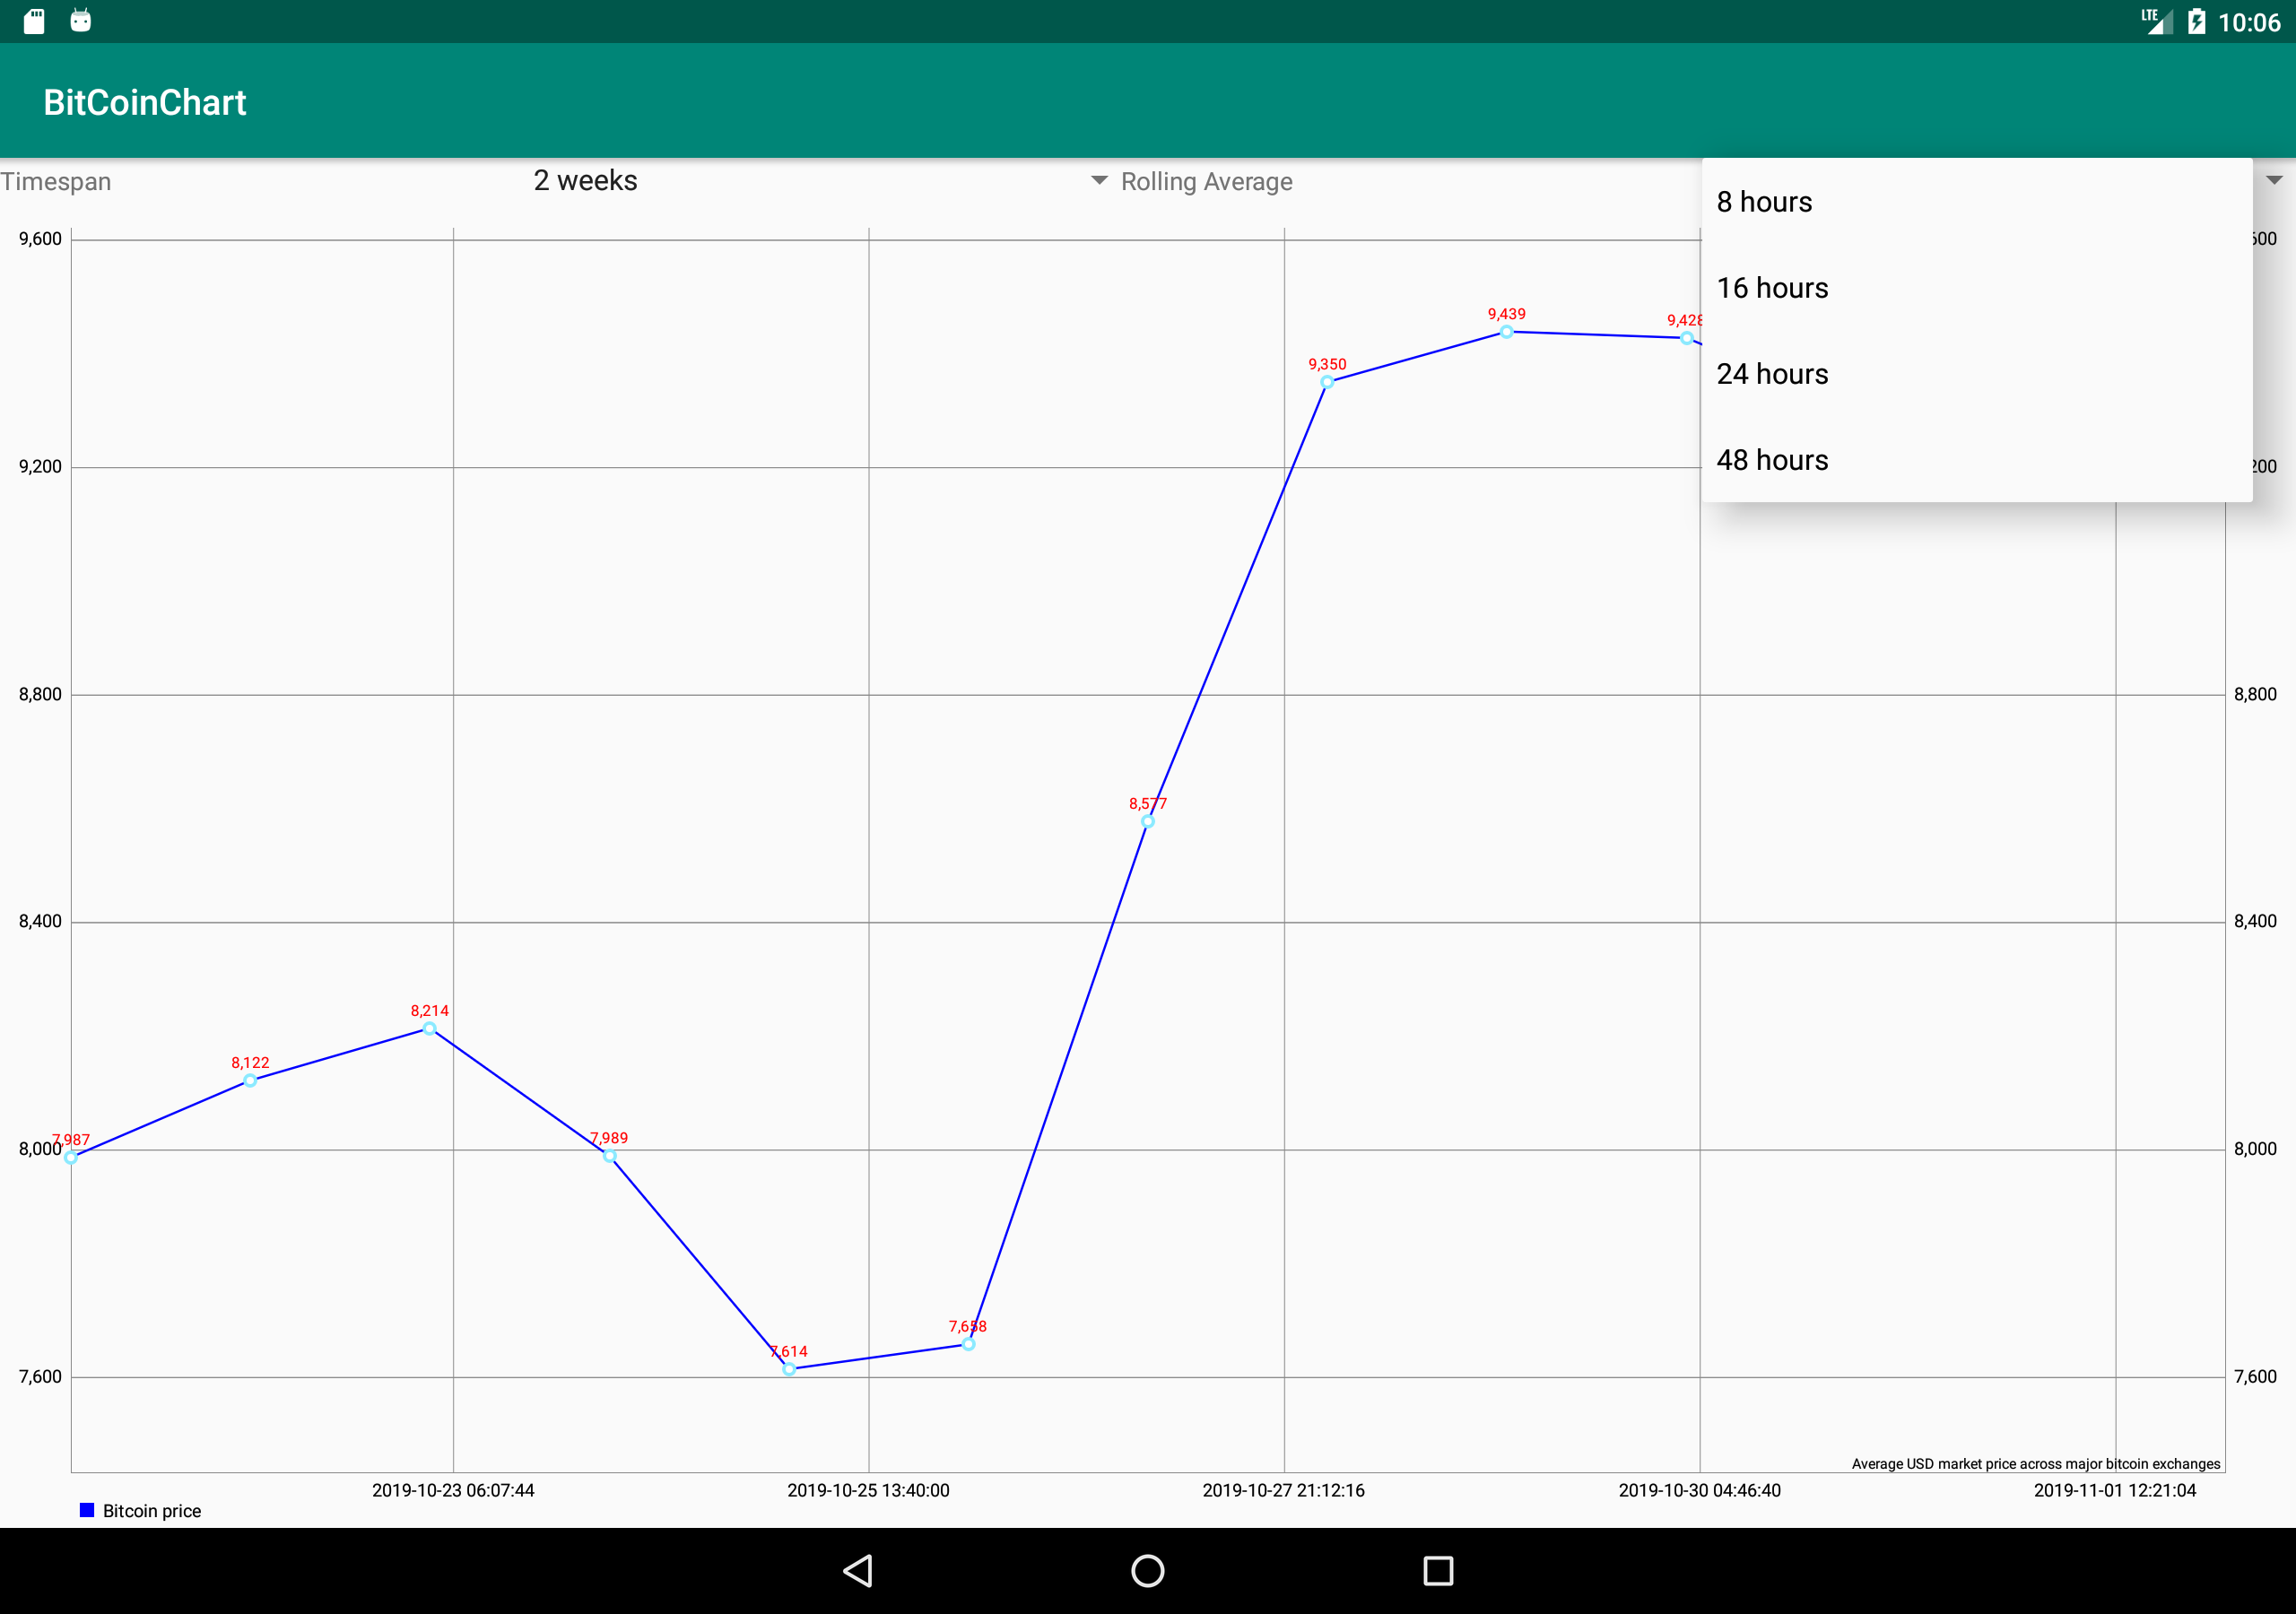 LTE 10:06
BitCoinChart
Timespan 2 weeks Rolling Average
8 hours
16 hours
24 hours
48 hours
9,600
9,439
9,428
9,350
9,200
8,800 8,800
8,577
8,400 8,400
8,214
8,122
7,987
7,989
8,000 8,000
7,658
7,614
7,600 7,600
Average USD market price across major bitcoin exchanges
2019-10-23 06:07:44 2019-10-25 13:40:00 2019-10-27 21:12:16 2019-10-30 04:46:40 2019-11-01 12:21:04
Bitcoin price